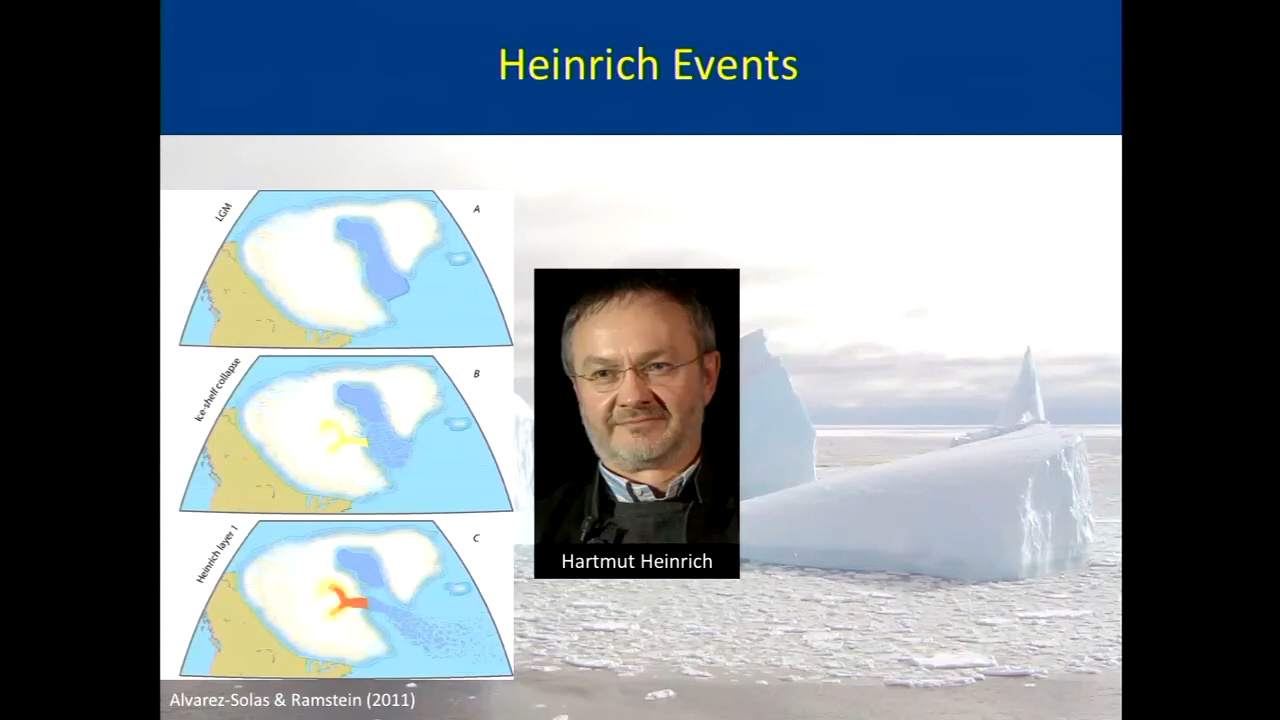 Heinrich Events
LGM
A
Ice-shelf collapse
B
Heinrich layer 1
C
Hartmut Heinrich
Alvarez-Solas & Ramstein (2011)